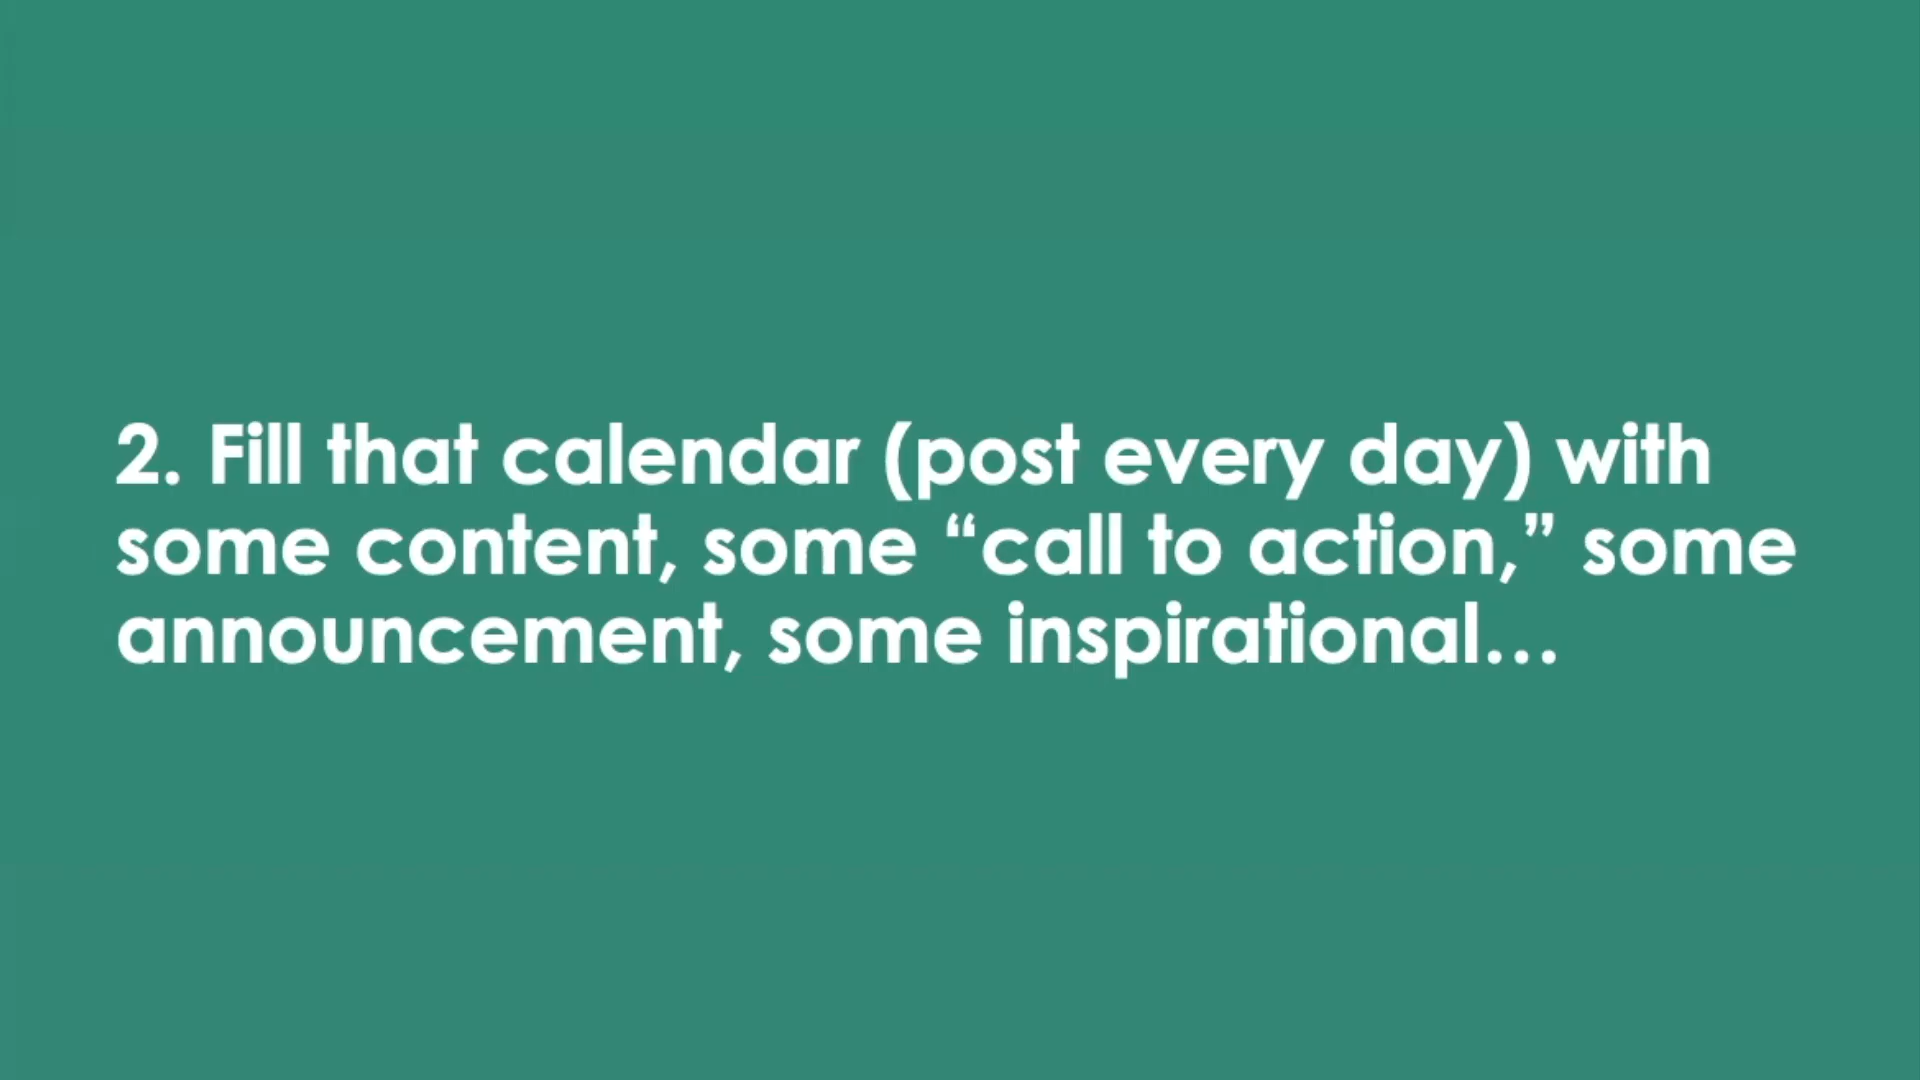 2. Fill that calendar (post every day) with
some content, some “call to action,” some
announcement, some inspirational…